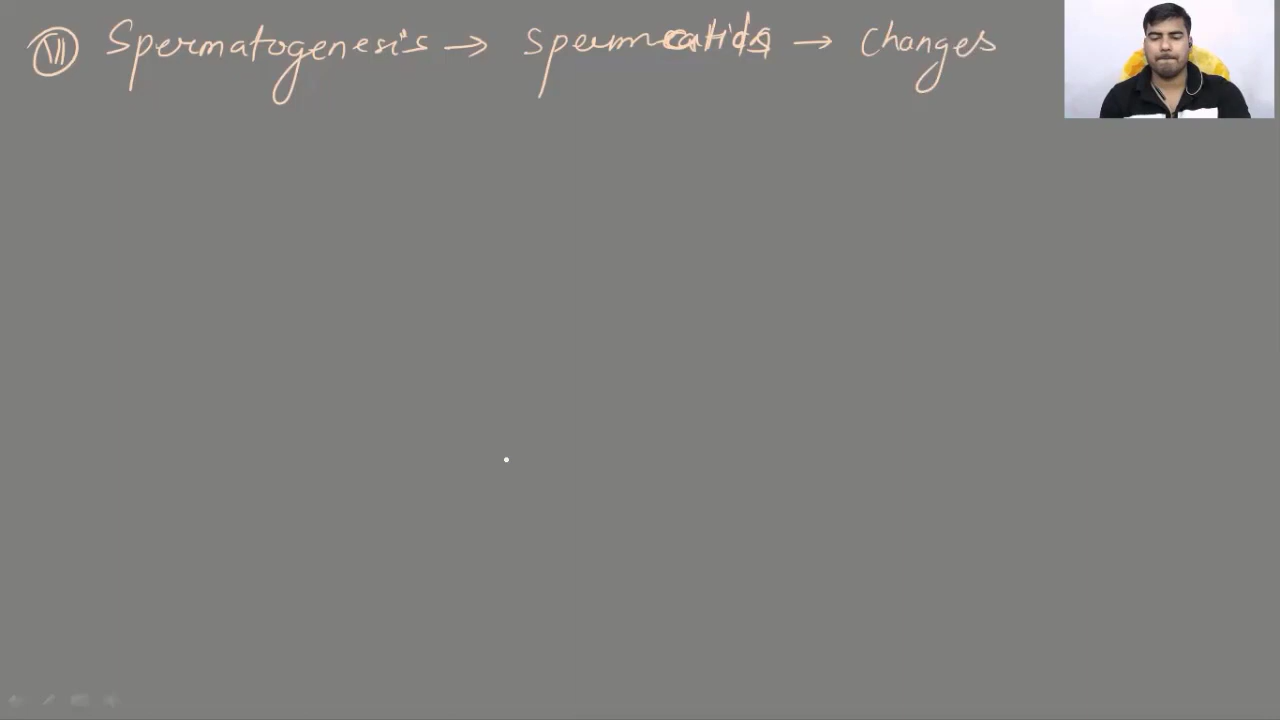 VI Spermatogenesis → Spermatids → Changes